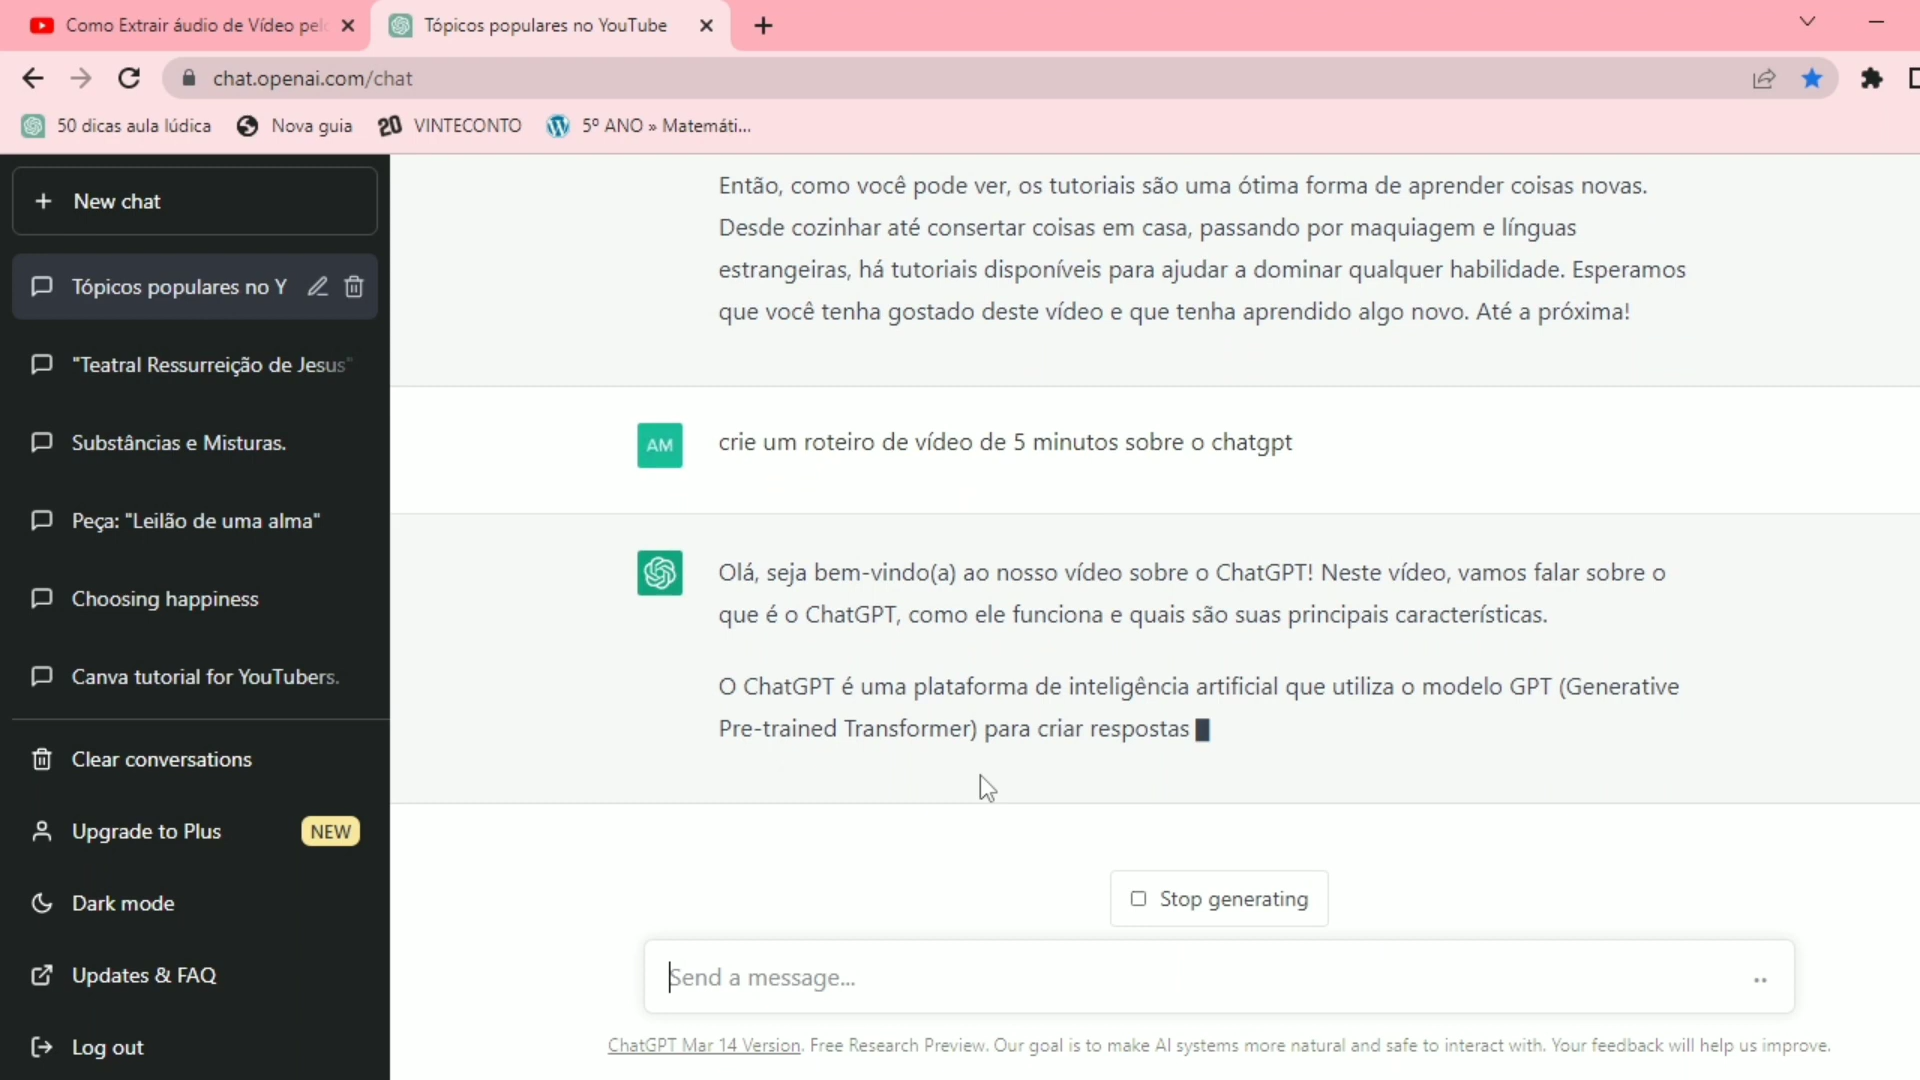 Como Extrair áudio de Vídeo pel
Tópicos populares no YouTube
chat.openai.com/chat
50 dicas aula lúdica
Nova guia
20 VINTECONTO
5º ANO » Matemáti...
New chat
Tópicos populares no Y
"Teatral Ressurreição de Jesus"
Substâncias e Misturas.
Peça: "Leilão de uma alma"
Choosing happiness
Canva tutorial for YouTubers.
Clear conversations
Upgrade to Plus NEW
Dark mode
Updates & FAQ
Log out
Então, como você pode ver, os tutoriais são uma ótima forma de aprender coisas novas.
Desde cozinhar até consertar coisas em casa, passando por maquiagem e línguas
estrangeiras, há tutoriais disponíveis para ajudar a dominar qualquer habilidade. Esperamos
que você tenha gostado deste vídeo e que tenha aprendido algo novo. Até a próxima!
AM
crie um roteiro de vídeo de 5 minutos sobre o chatgpt
Olá, seja bem-vindo(a) ao nosso vídeo sobre o ChatGPT! Neste vídeo, vamos falar sobre o
que é o ChatGPT, como ele funciona e quais são suas principais características.
O ChatGPT é uma plataforma de inteligência artificial que utiliza o modelo GPT (Generative
Pre-trained Transformer) para criar respostas
Stop generating
Send a message...
ChatGPT Mar 14 Version. Free Research Preview. Our goal is to make AI systems more natural and safe to interact with. Your feedback will help us improve.